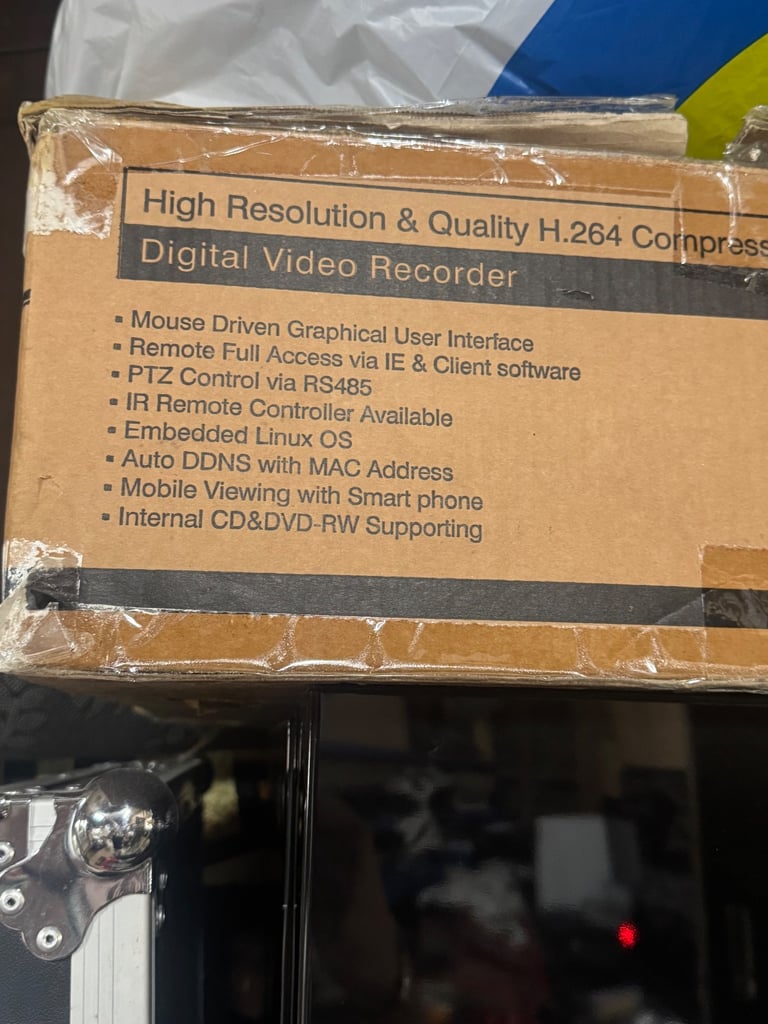 High Resolution & Quality H.264 Compress
Digital Video Recorder
▪ Mouse Driven Graphical User Interface
▪ Remote Full Access via IE & Client software
▪ PTZ Control via RS485
▪ IR Remote Controller Available
▪ Embedded Linux OS
▪ Auto DDNS with MAC Address
▪ Mobile Viewing with Smart phone
▪ Internal CD&DVD-RW Supporting